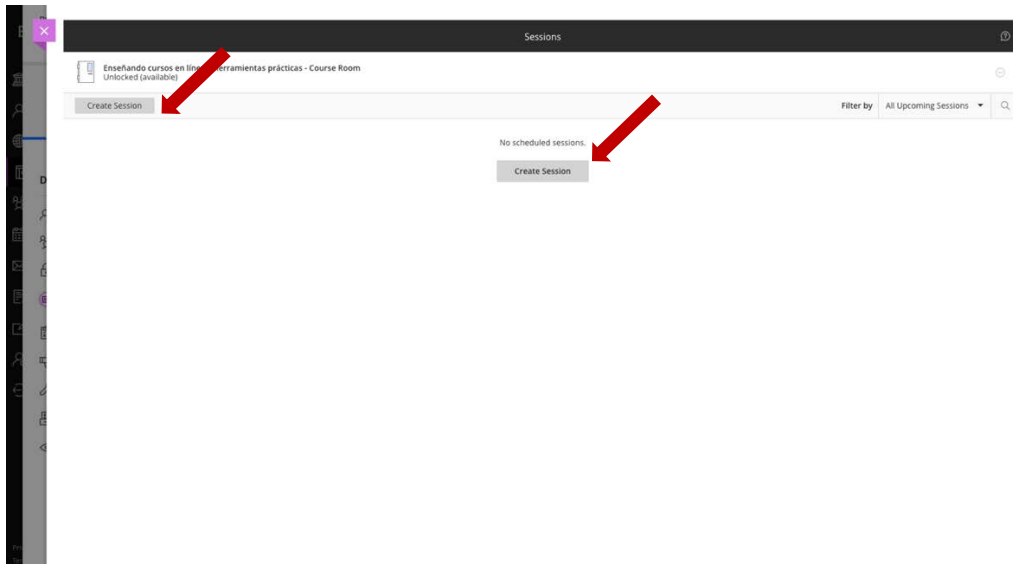 Sessions
Enseñando cursos en línea herramientas prácticas - Course Room
Unlocked (available)
Create Session
Filter by
All Upcoming Sessions
No scheduled sessions.
Create Session
D